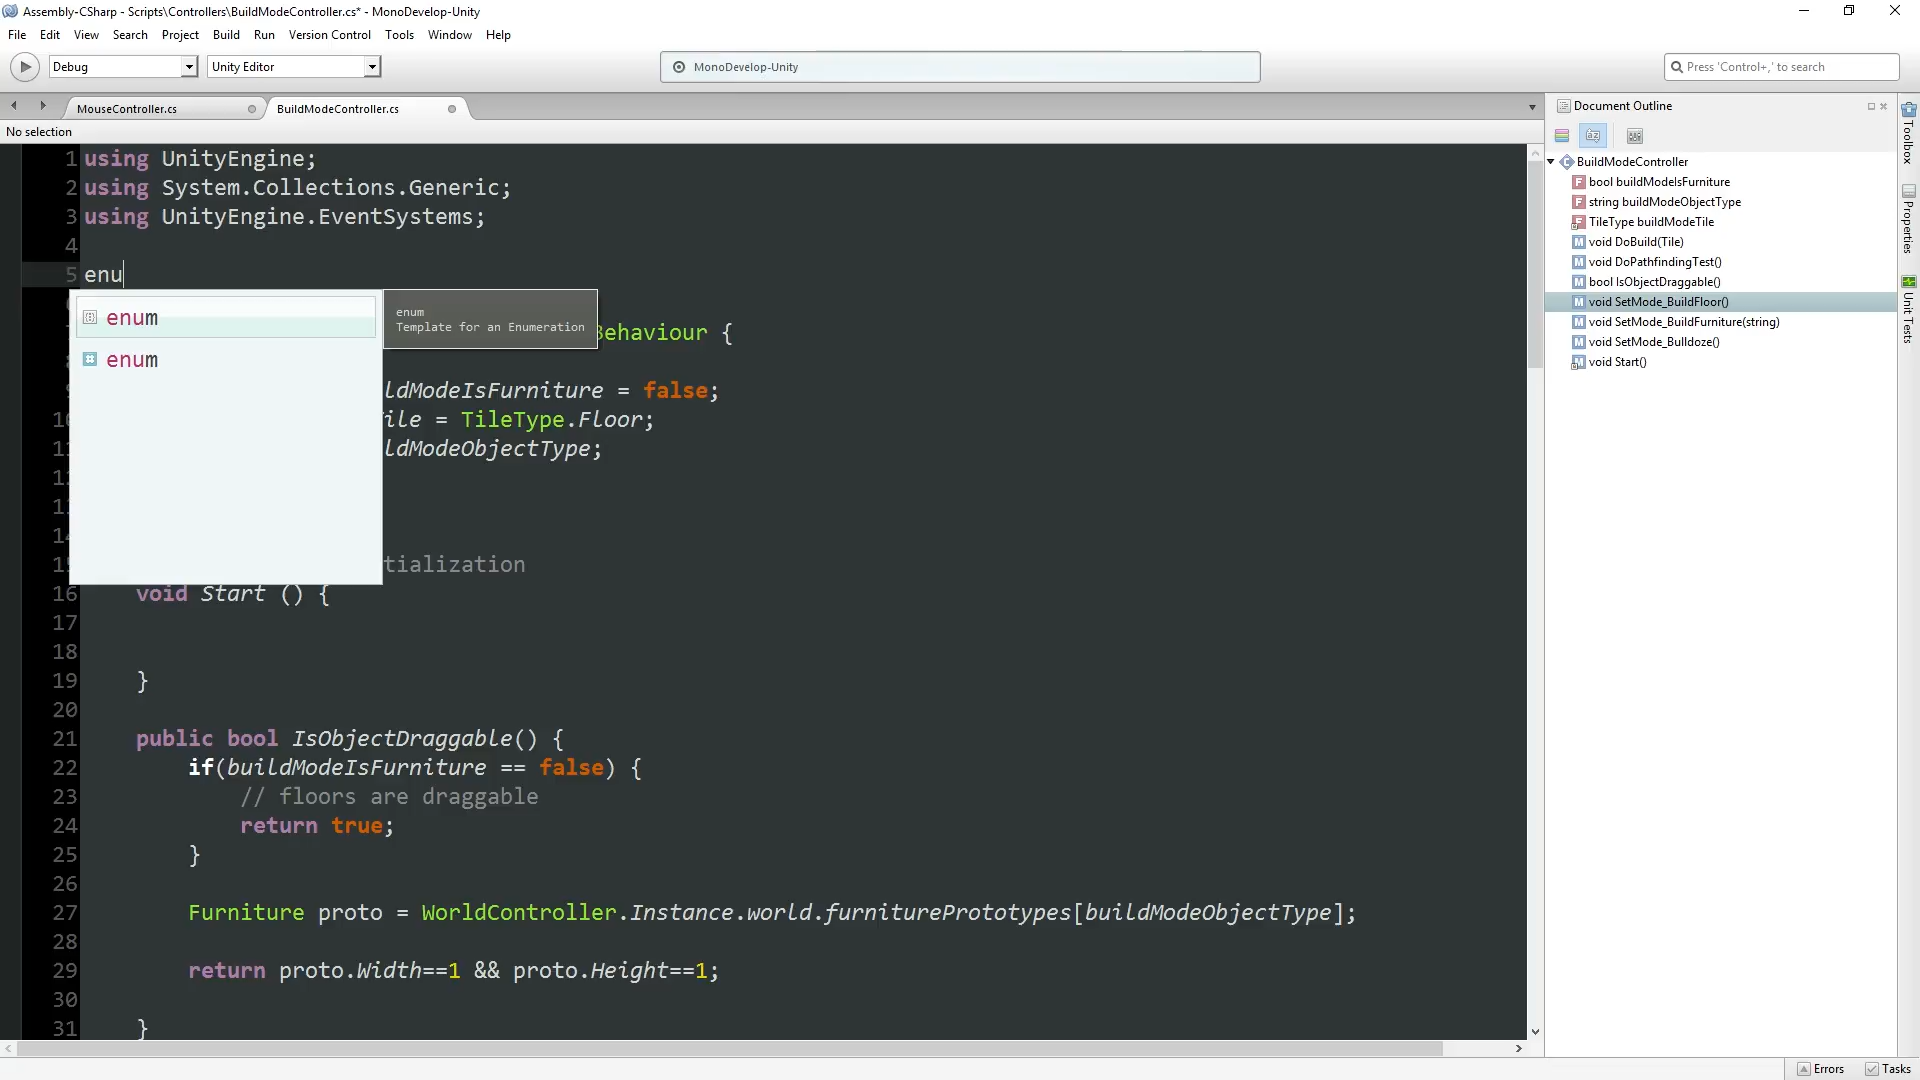 Assembly-CSharp - Scripts\Controllers\BuildModeController.cs* - MonoDevelop-Unity
File Edit View Search Project Build Run Version Control Tools Window Help
Debug Unity Editor MonoDevelop-Unity Press 'Control+,' to search
MouseController.cs BuildModeController.cs
No selection
1 using UnityEngine;
2 using System.Collections.Generic;
3 using UnityEngine.EventSystems;
4
5 enu
enum
enum
enum
Template for an Enumeration
Behaviour {
ldModeIsFurniture = false;
10 ile = TileType.Floor;
11 ldModeObjectType;
12
13
14
15 tialization
16 void Start () {
17
18
19 }
20
21 public bool IsObjectDraggable() {
22 if(buildModeIsFurniture == false) {
23 // floors are draggable
24 return true;
25 }
26
27 Furniture proto = WorldController.Instance.world.furniturePrototypes[buildModeObjectType];
28
29 return proto.Width==1 && proto.Height==1;
30
31 }
Document Outline
BuildModeController
bool buildModeIsFurniture
string buildModeObjectType
TileType buildModeTile
void DoBuild(Tile)
void DoPathfindingTest()
bool IsObjectDraggable()
void SetMode_BuildFloor()
void SetMode_BuildFurniture(string)
void SetMode_Bulldoze()
void Start()
Toolbox
Properties
Unit Tests
Errors Tasks